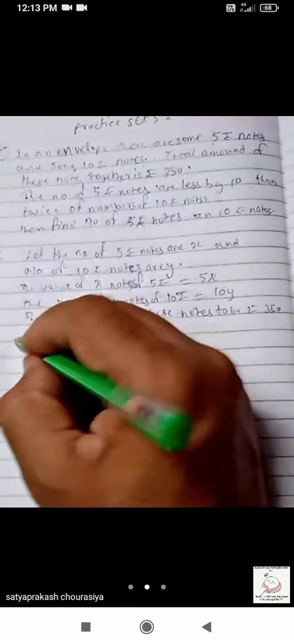 12:13 PM
68
Practice set 5.2
In an envelope there are some 5₹ notes
and some 10₹ notes. Total amount of
these notes together is ₹ 350.
The no of 5₹ notes are less by 10 than
twice of number of 10₹ notes
then find no of 5₹ notes 10₹ notes.
Let the no of 5₹ notes are x and
no of 10₹ notes are y.
value of x notes of 5₹ = 5x
notes of 10₹ = 10y
notes to be ₹ 350
satyaprakash chourasiya